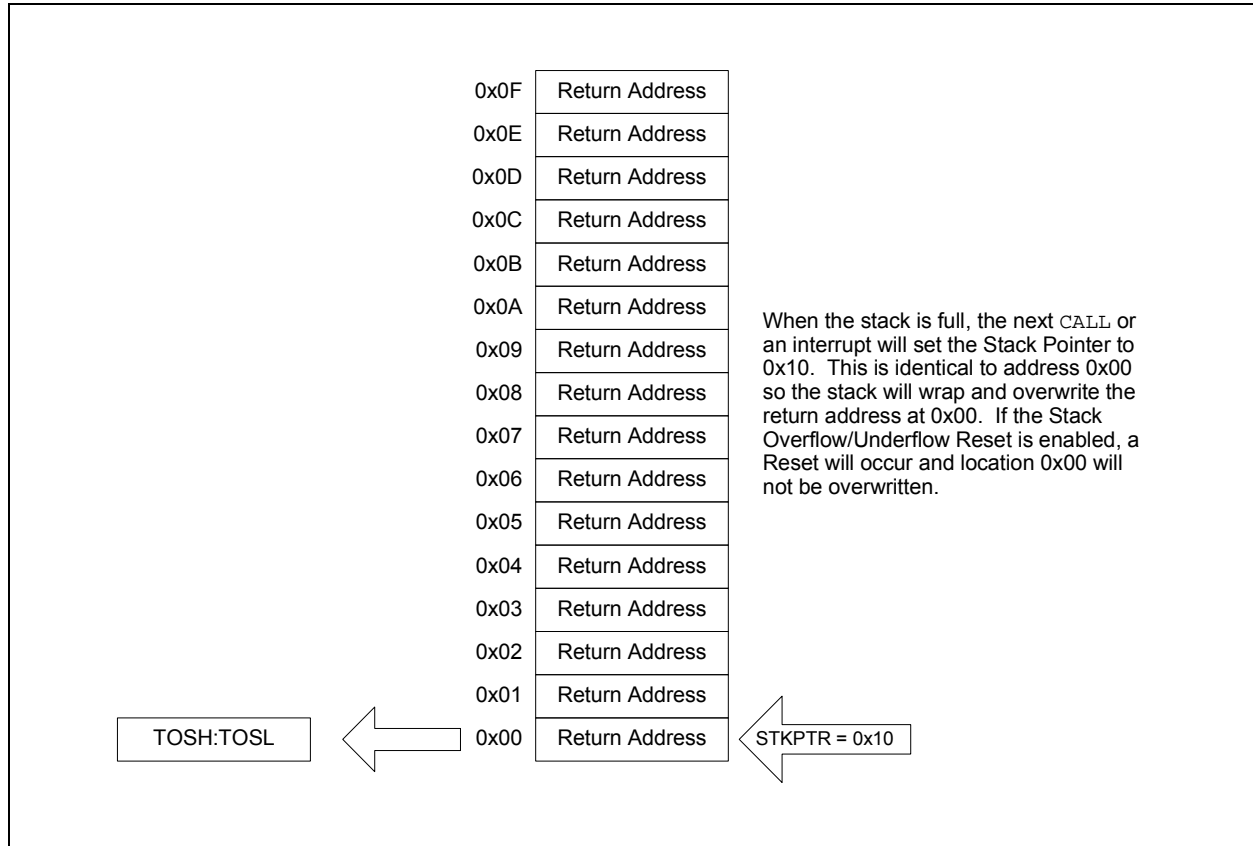 0x0F Return Address
0x0E Return Address
0x0D Return Address
0x0C Return Address
0x0B Return Address
0x0A Return Address
0x09 Return Address
0x08 Return Address
0x07 Return Address
0x06 Return Address
0x05 Return Address
0x04 Return Address
0x03 Return Address
0x02 Return Address
0x01 Return Address
TOSH:TOSL 0x00 Return Address STKPTR = 0x10
When the stack is full, the next CALL or
an interrupt will set the Stack Pointer to
0x10. This is identical to address 0x00
so the stack will wrap and overwrite the
return address at 0x00. If the Stack
Overflow/Underflow Reset is enabled, a
Reset will occur and location 0x00 will
not be overwritten.